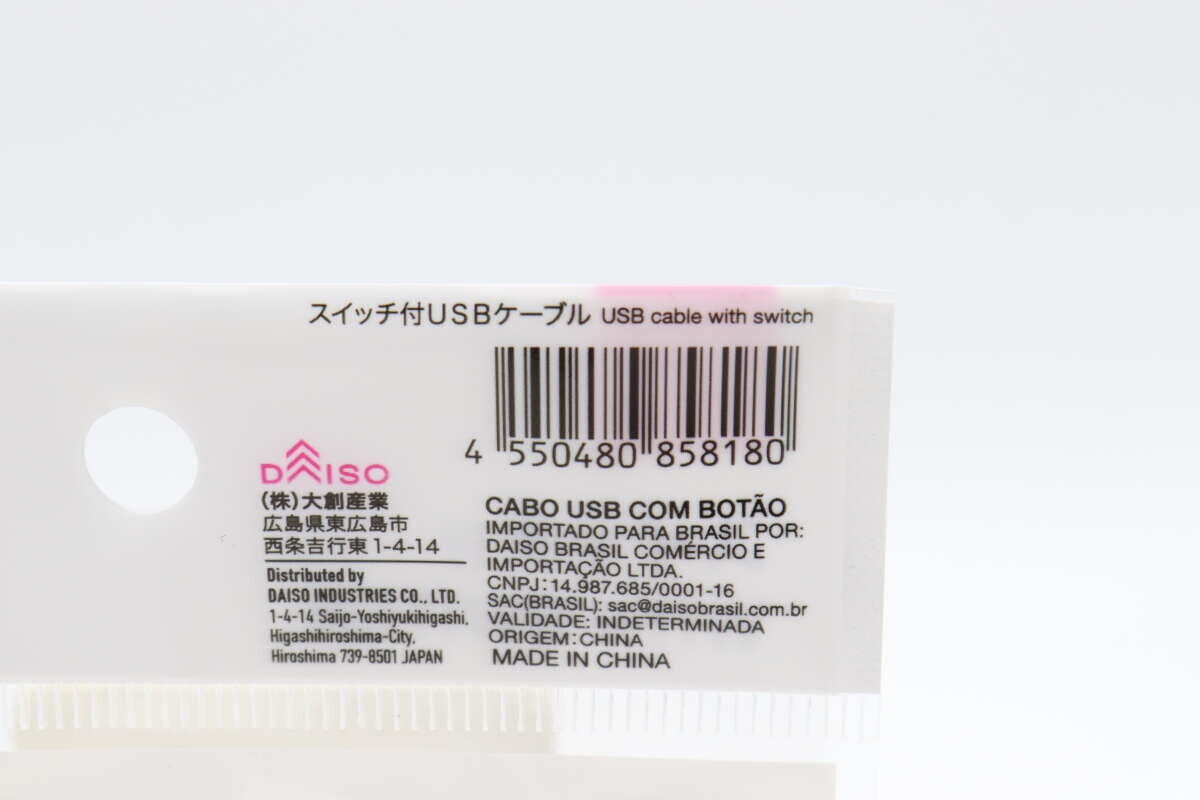 スイッチ付USBケーブル USB cable with switch
4 550480 858180
DAISO
(株)大創産業
広島県東広島市
西条吉行東1-4-14
Distributed by
DAISO INDUSTRIES CO., LTD.
1-4-14 Saijo-Yoshiyukihigashi,
Higashihiroshima-City,
Hiroshima 739-8501 JAPAN
CABO USB COM BOTÃO
IMPORTADO PARA BRASIL POR:
DAISO BRASIL COMÉRCIO E
IMPORTAÇÃO LTDA.
CNPJ:14.987.685/0001-16
SAC(BRASIL): sac@daisobrasil.com.br
VALIDADE: INDETERMINADA
ORIGEM:CHINA
MADE IN CHINA